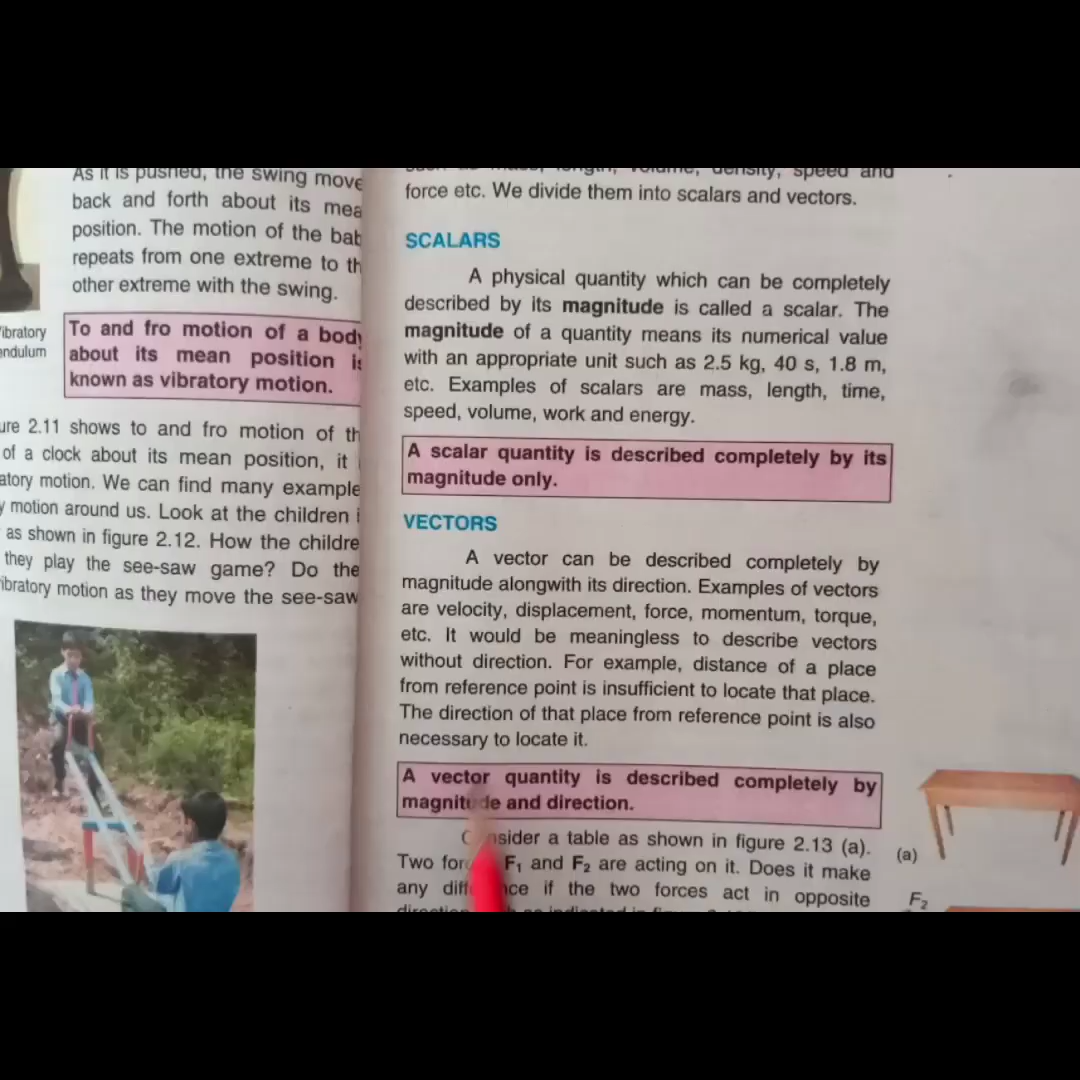 As it is pushed, the swing move
back and forth about its mea
position. The motion of the bab
repeats from one extreme to th
other extreme with the swing.
ibratory
endulum
To and fro motion of a body
about its mean position is
known as vibratory motion.
ure 2.11 shows to and fro motion of th
of a clock about its mean position, it
atory motion. We can find many example
y motion around us. Look at the children i
as shown in figure 2.12. How the childre
they play the see-saw game? Do the
ibratory motion as they move the see-saw
such as mass, length, volume, density, speed and
force etc. We divide them into scalars and vectors.
SCALARS
A physical quantity which can be completely
described by its magnitude is called a scalar. The
magnitude of a quantity means its numerical value
with an appropriate unit such as 2.5 kg, 40 s, 1.8 m,
etc. Examples of scalars are mass, length, time,
speed, volume, work and energy.
A scalar quantity is described completely by its
magnitude only.
VECTORS
A vector can be described completely by
magnitude alongwith its direction. Examples of vectors
are velocity, displacement, force, momentum, torque,
etc. It would be meaningless to describe vectors
without direction. For example, distance of a place
from reference point is insufficient to locate that place.
The direction of that place from reference point is also
necessary to locate it.
A vector quantity is described completely by
magnitude and direction.
Consider a table as shown in figure 2.13 (a).
Two forc F₁ and F₂ are acting on it. Does it make
any difference if the two forces act in opposite
(a)
F₂